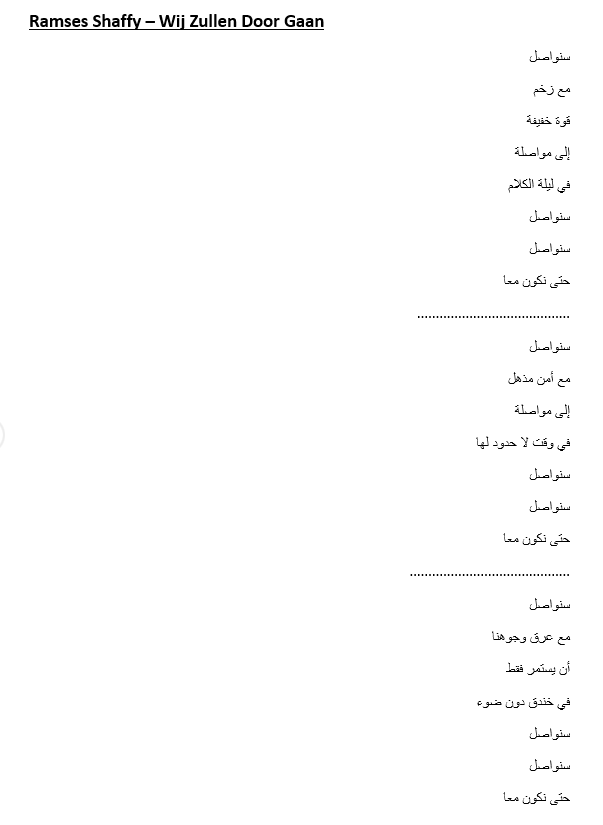 Ramses Shaffy – Wij Zullen Door Gaan
سنواصل
مع زخم
قوة خفيفة
إلى مواصلة
في ليلة الكلام
سنواصل
سنواصل
حتى نكون معا
.........................................
سنواصل
مع أمن مذهل
إلى مواصلة
في وقت لا حدود لها
سنواصل
سنواصل
حتى نكون معا
...........................................
سنواصل
مع عرق وجوهنا
أن يستمر فقط
في خندق دون ضوء
سنواصل
سنواصل
حتى نكون معا